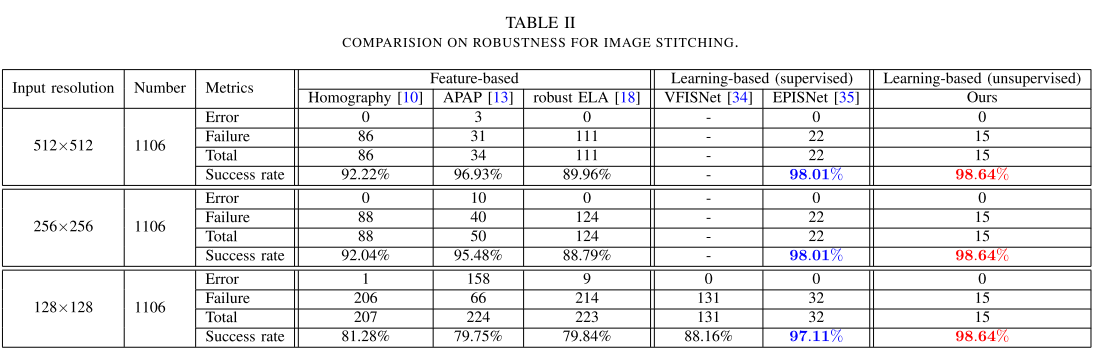 TABLE II
COMPARISION ON ROBUSTNESS FOR IMAGE STITCHING.
Input resolution Number Metrics Feature-based Learning-based (supervised) Learning-based (unsupervised)
Homography [10] APAP [13] robust ELA [18] VFISNet [34] EPISNet [35] Ours
512×512 1106 Error 0 3 0 - 0 0
Failure 86 31 111 - 22 15
Total 86 34 111 - 22 15
Success rate 92.22% 96.93% 89.96% - 98.01% 98.64%
256×256 1106 Error 0 10 0 - 0 0
Failure 88 40 124 - 22 15
Total 88 50 124 - 22 15
Success rate 92.04% 95.48% 88.79% - 98.01% 98.64%
128×128 1106 Error 1 158 9 0 0 0
Failure 206 66 214 131 32 15
Total 207 224 223 131 32 15
Success rate 81.28% 79.75% 79.84% 88.16% 97.11% 98.64%